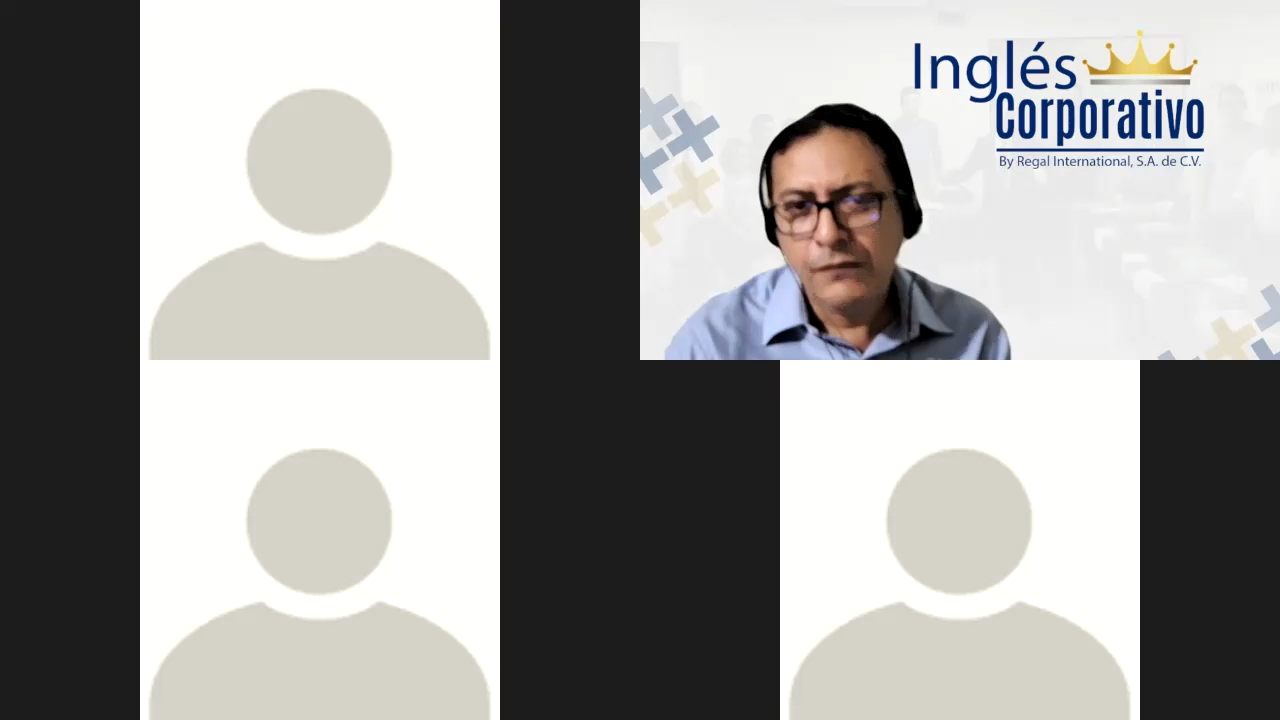 Inglés
Corporativo
By Regal International, S.A. de C.V.